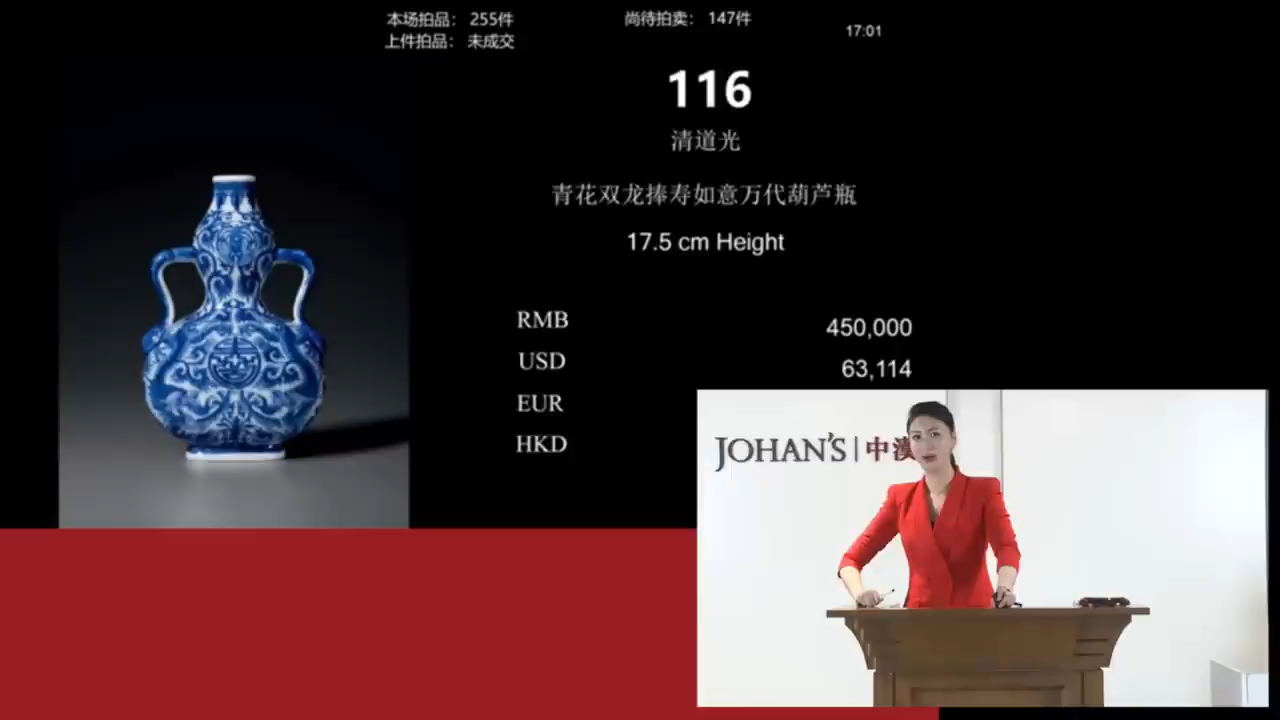 本场拍品： 255件
尚待拍卖： 147件
上件拍品： 未成交
17:01
116
清道光
青花双龙捧寿如意万代葫芦瓶
17.5 cm Height
RMB 450,000
USD 63,114
EUR
HKD
JOHAN'S | 中澳